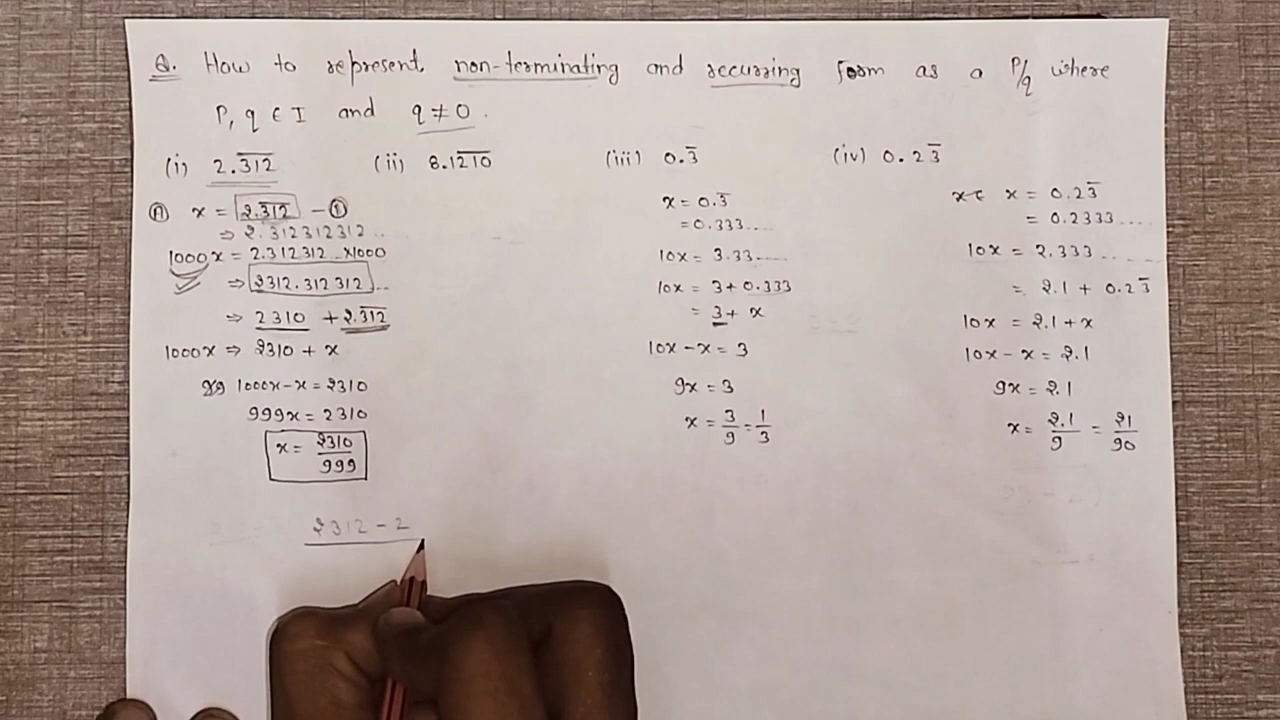 Q. How to represent non-terminating and recurring form as a P/q where
P, q ∈ I and q ≠ 0.
(i) 2.3̅1̅2̅ (ii) 8.12̅1̅0̅ (iii) 0.3̅ (iv) 0.23̅
Ⓐ x = 2.3̅1̅2̅ – ①
⇒ 2.312312312...
1000x = 2.312312...×1000
⇒ 2312.312312...
⇒ 2310 + 2.3̅1̅2̅
1000x ⇒ 2310 + x
99 1000x – x = 2310
999x = 2310
x = 2310/999
2312 – 2
x = 0.3̅
= 0.333....
10x = 3.33.....
10x = 3 + 0.333
= 3 + x
10x – x = 3
9x = 3
x = 3/9 = 1/3
x = 0.23̅
= 0.2333.....
10x = 2.333......
= 2.1 + 0.23̅
10x = 2.1 + x
10x – x = 2.1
9x = 2.1
x = 2.1/9 = 21/90